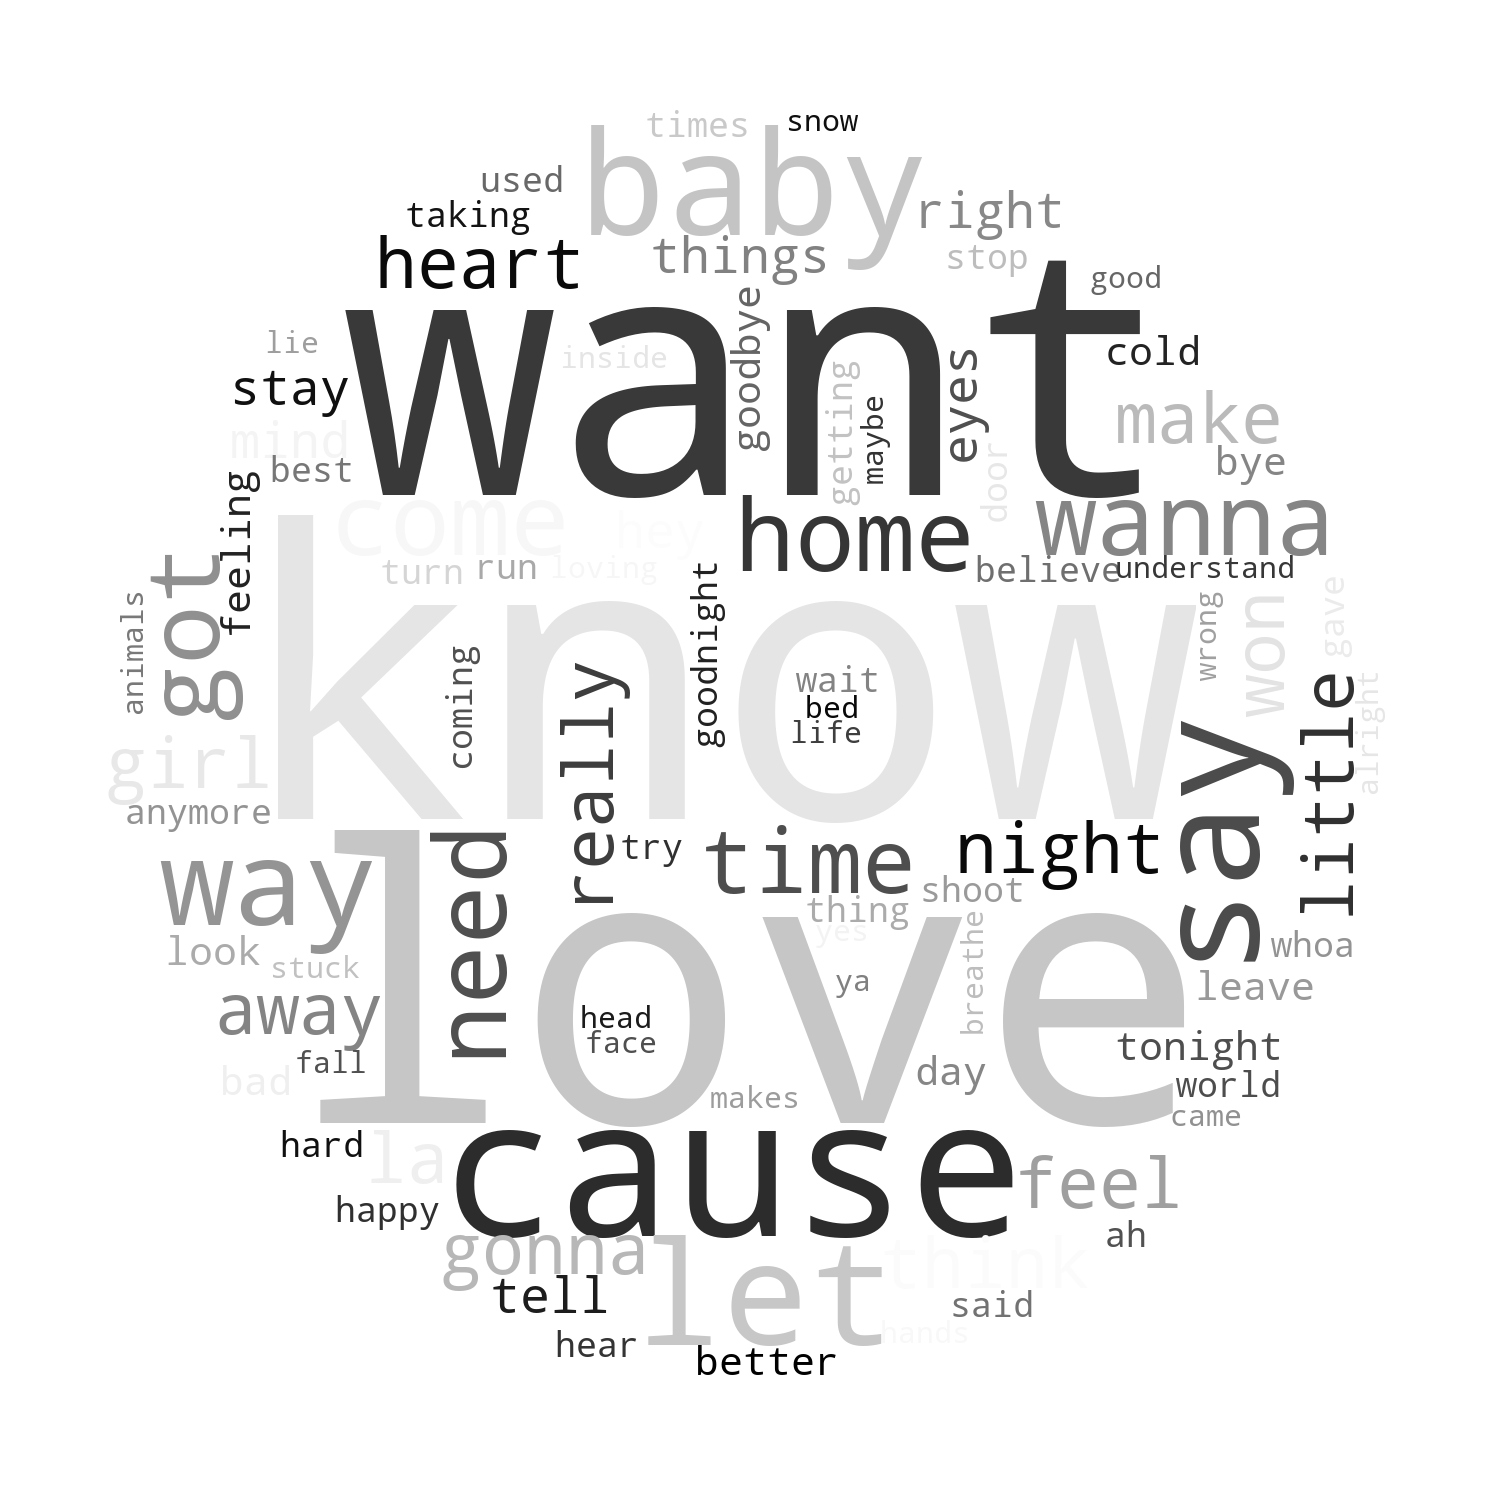 times
snow
baby
used
right
taking
heart
things
stop
want
good
goodbye
lie
cold
inside
eyes
stay
getting
maybe
make
mind
best
bye
door
feeling
come
hey
home
wanna
know
got
turn
run
loving
goodnight
believe
understand
animals
wrong
won
gave
coming
really
wait
little
bed
life
alright
girl
say
anymore
need
way
try
time
night
love
shoot
thing
yes
breathe
look
stuck
whoa
ya
leave
away
head
face
tonight
fall
bad
day
world
makes
came
cause
hard
la
feel
happy
ah
gonna
let
think
tell
said
hands
hear
better